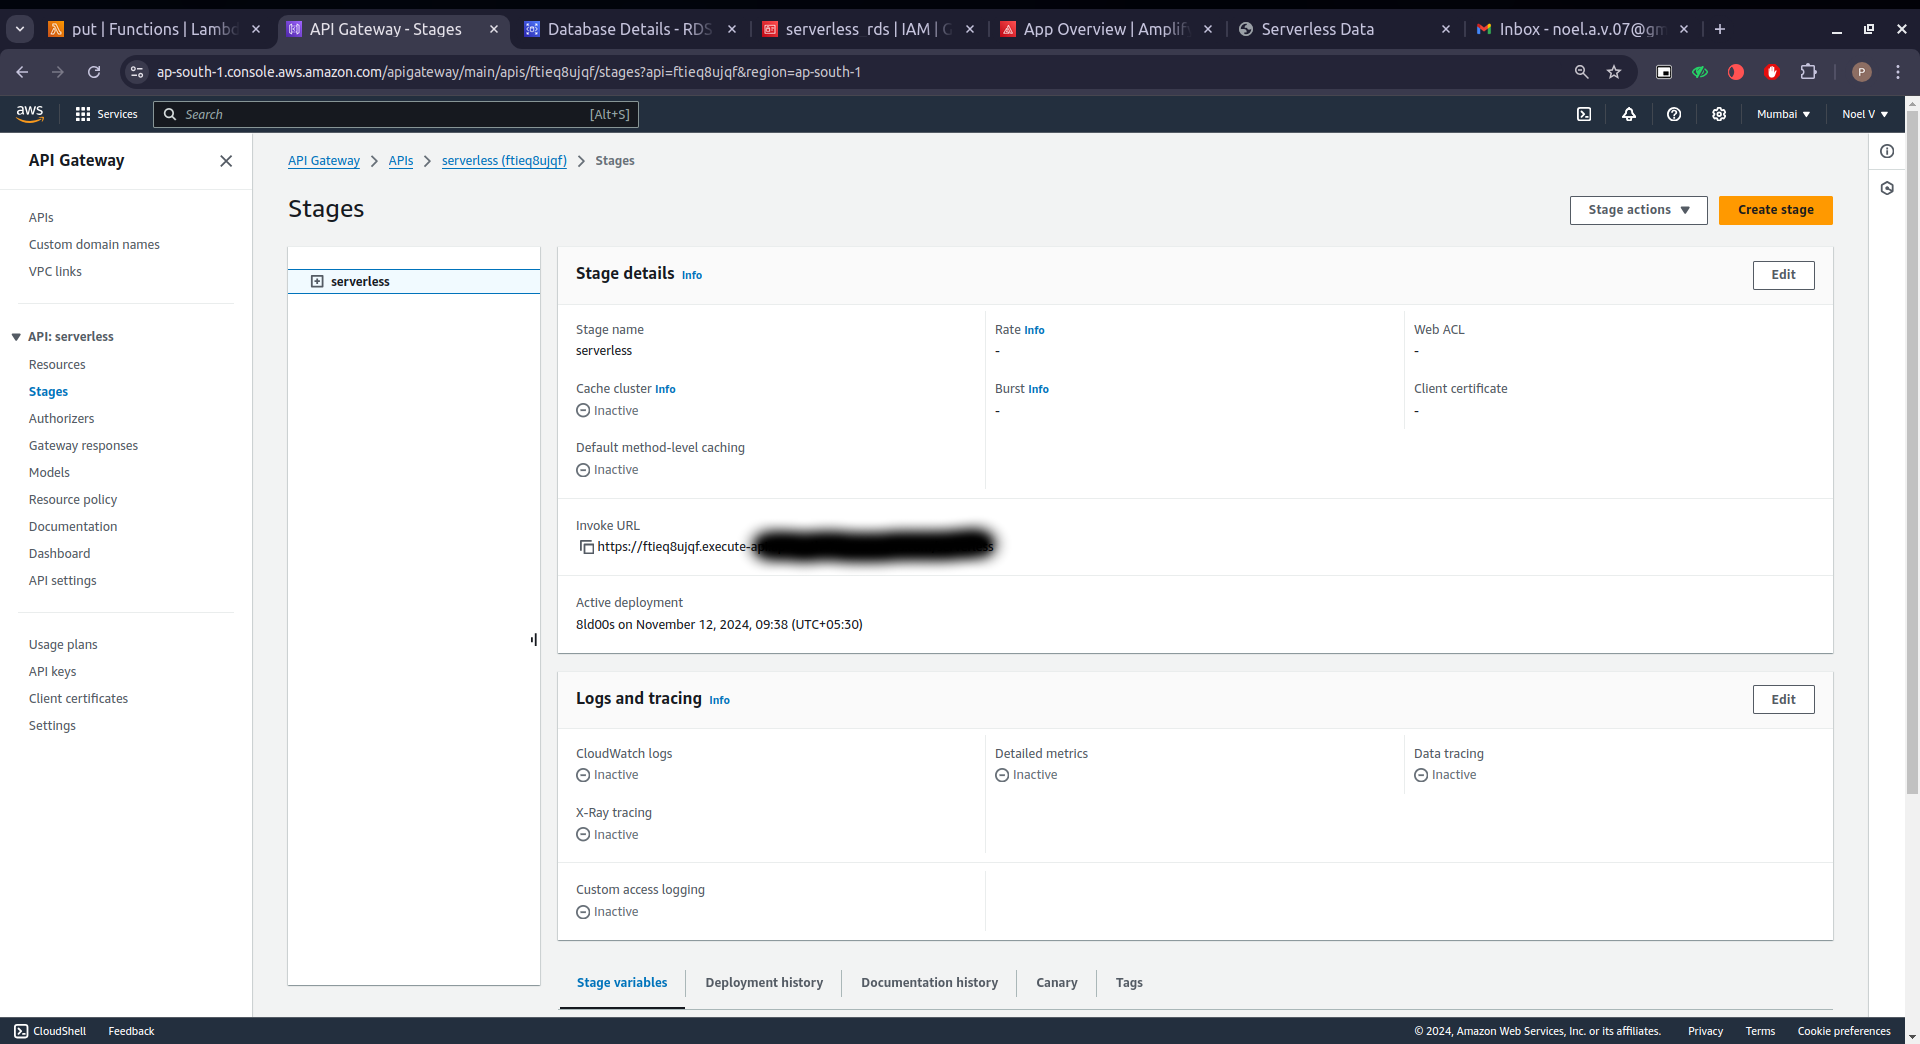 put | Functions | Lambd
API Gateway - Stages
Database Details - RDS
serverless_rds | IAM | G
App Overview | Amplify
Serverless Data
Inbox - noel.a.v.07@gm
ap-south-1.console.aws.amazon.com/apigateway/main/apis/ftieq8ujqf/stages?api=ftieq8ujqf&region=ap-south-1
P
aws
Services
Search
[Alt+S]
Mumbai
Noel V
API Gateway
APIs
Custom domain names
VPC links
API: serverless
Resources
Stages
Authorizers
Gateway responses
Models
Resource policy
Documentation
Dashboard
API settings
Usage plans
API keys
Client certificates
Settings
API Gateway > APIs > serverless (ftieq8ujqf) > Stages
Stages
Stage actions
Create stage
serverless
Stage details Info
Edit
Stage name
serverless
Rate Info
-
Web ACL
-
Cache cluster Info
Inactive
Burst Info
-
Client certificate
-
Default method-level caching
Inactive
Invoke URL
https://ftieq8ujqf.execute-ap
Active deployment
8ld00s on November 12, 2024, 09:38 (UTC+05:30)
Logs and tracing Info
Edit
CloudWatch logs
Inactive
Detailed metrics
Inactive
Data tracing
Inactive
X-Ray tracing
Inactive
Custom access logging
Inactive
Stage variables
Deployment history
Documentation history
Canary
Tags
CloudShell
Feedback
© 2024, Amazon Web Services, Inc. or its affiliates.
Privacy
Terms
Cookie preferences